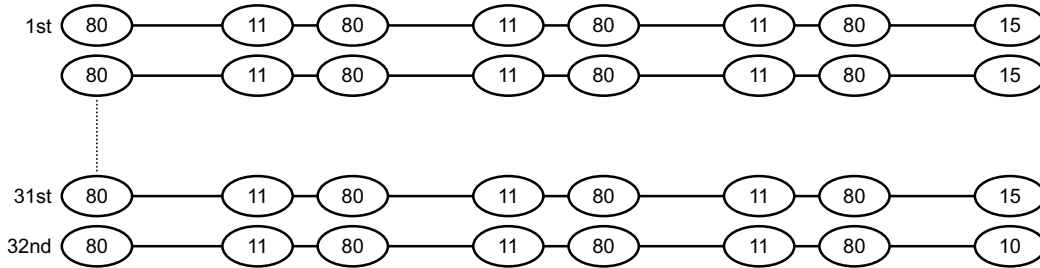 1st 80 11 80 11 80 11 80 15
80 11 80 11 80 11 80 15
31st 80 11 80 11 80 11 80 15
32nd 80 11 80 11 80 11 80 10